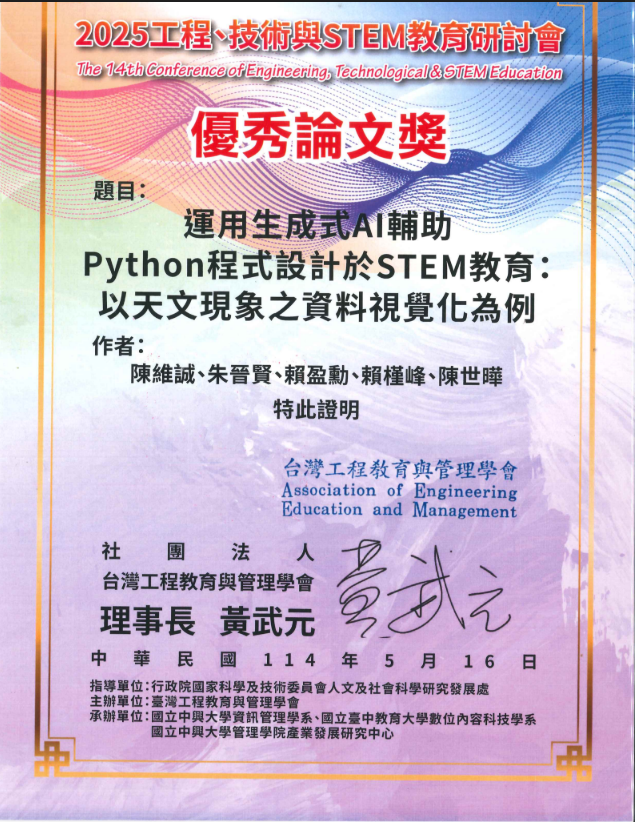 2025工程、技術與STEM教育研討會
The 14th Conference of Engineering, Technological & STEM Education
優秀論文獎
題目：
運用生成式AI輔助
Python程式設計於STEM教育：
以天文現象之資料視覺化為例
作者：
陳維誠、朱晉賢、賴盈勳、賴槿峰、陳世曄
特此證明
台灣工程教育與管理學會
Association of Engineering
Education and Management
社團法人
台灣工程教育與管理學會
理事長 黃武元
黃武元
中華民國114年5月16日
指導單位：行政院國家科學及技術委員會人文及社會科學研究發展處
主辦單位：臺灣工程教育與管理學會
承辦單位：國立中興大學資訊管理學系、國立臺中教育大學數位內容科技學系
國立中興大學管理學院產業發展研究中心